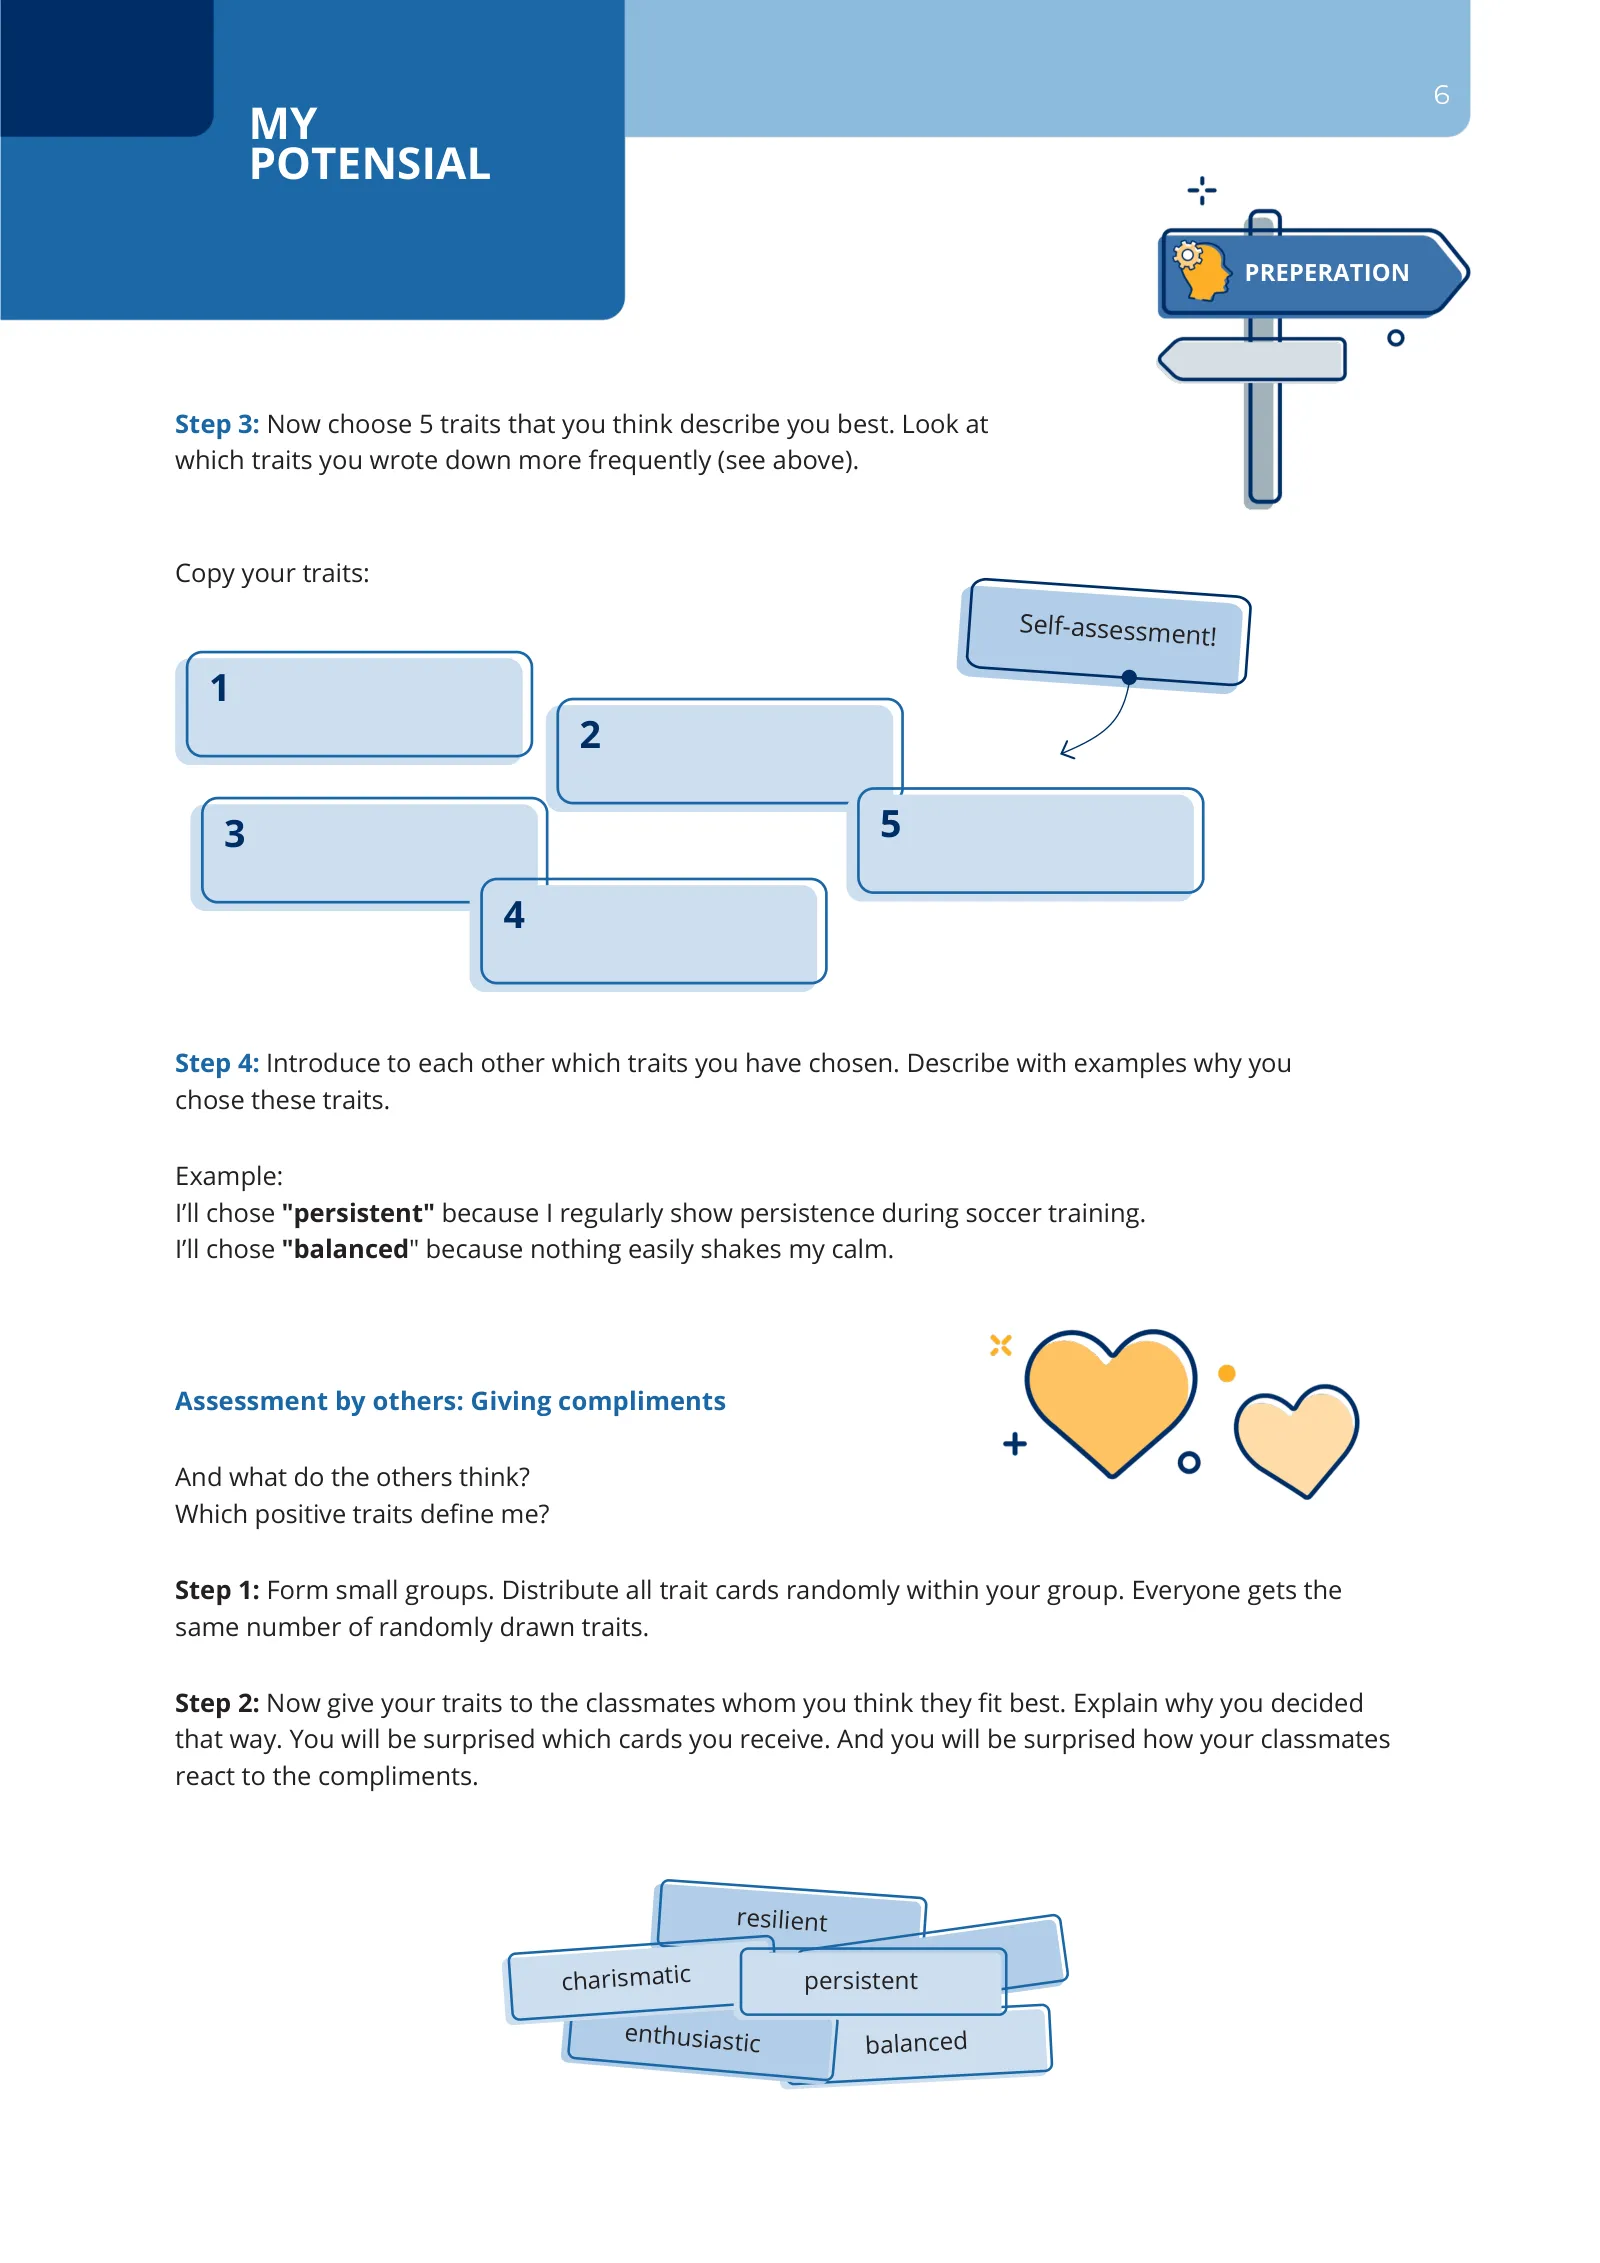 6
MY
POTENSIAL
PREPERATION
Step 3: Now choose 5 traits that you think describe you best. Look at
which traits you wrote down more frequently (see above).
Copy your traits:
Self-assessment!
1
2
3
5
4
Step 4: Introduce to each other which traits you have chosen. Describe with examples why you
chose these traits.
Example:
I’ll chose "persistent" because I regularly show persistence during soccer training.
I’ll chose "balanced" because nothing easily shakes my calm.
Assessment by others: Giving compliments
And what do the others think?
Which positive traits define me?
Step 1: Form small groups. Distribute all trait cards randomly within your group. Everyone gets the
same number of randomly drawn traits.
Step 2: Now give your traits to the classmates whom you think they fit best. Explain why you decided
that way. You will be surprised which cards you receive. And you will be surprised how your classmates
react to the compliments.
resilient
charismatic
persistent
enthusiastic
balanced